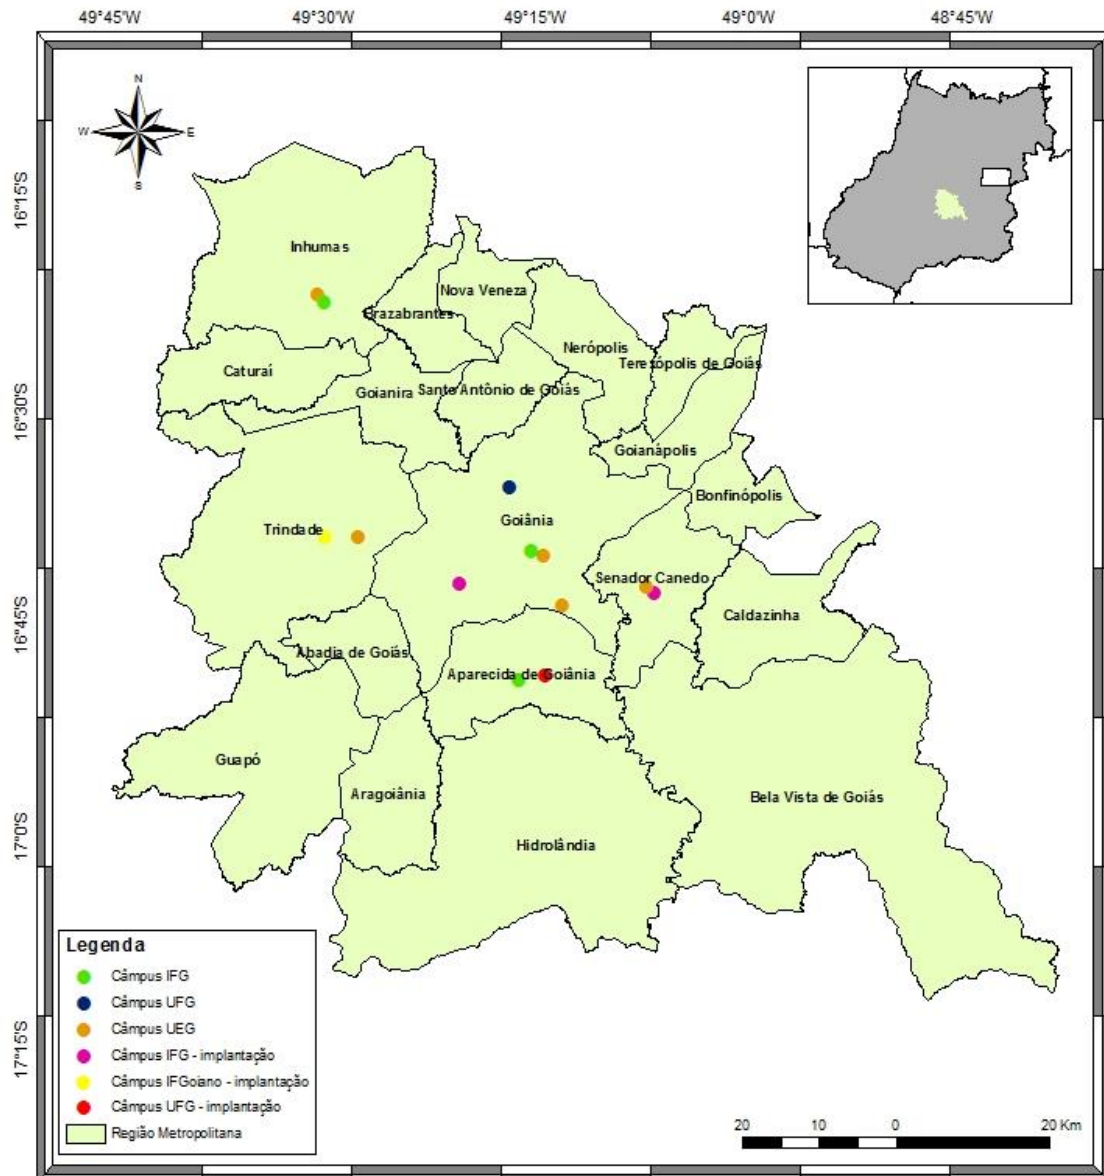 49°45'W 49°30'W 49°15'W 49°0'W 48°45'W
N
W E
S
16°15'S
16°30'S
16°45'S
17°0'S
17°15'S
Inhumas
Nova Veneza
Brazabrantes
Nerópolis
Terezópolis de Goiás
Caturaí
Goianira
Santo Antônio de Goiás
Goianápolis
Bonfinópolis
Goiânia
Trindade
Senador Canedo
Caldazinha
Abadia de Goiás
Aparecida de Goiânia
Guapó
Aragoiânia
Bela Vista de Goiás
Hidrolândia
Legenda
Câmpus IFG
Câmpus UFG
Câmpus UEG
Câmpus IFG - implantação
Câmpus IFGoiano - implantação
Câmpus UFG - implantação
Região Metropolitana
20 10 0 20 Km